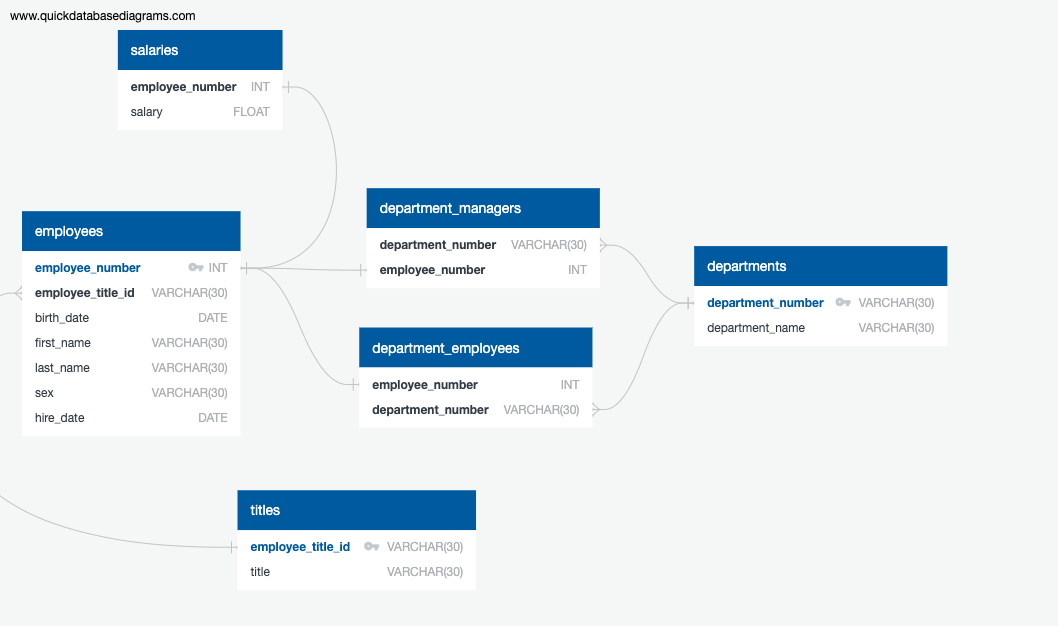 www.quickdatabasediagrams.com
salaries
employee_number INT
salary FLOAT
employees
employee_number INT
employee_title_id VARCHAR(30)
birth_date DATE
first_name VARCHAR(30)
last_name VARCHAR(30)
sex VARCHAR(30)
hire_date DATE
department_managers
department_number VARCHAR(30)
employee_number INT
department_employees
employee_number INT
department_number VARCHAR(30)
departments
department_number VARCHAR(30)
department_name VARCHAR(30)
titles
employee_title_id VARCHAR(30)
title VARCHAR(30)